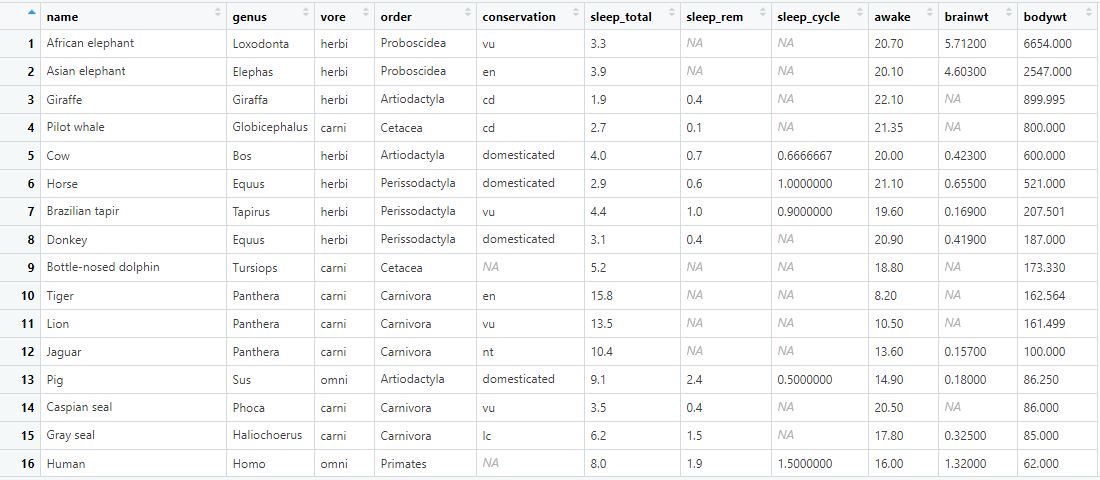 name genus vore order conservation sleep_total sleep_rem sleep_cycle awake brainwt bodywt
1 African elephant Loxodonta herbi Proboscidea vu 3.3 NA NA 20.70 5.71200 6654.000
2 Asian elephant Elephas herbi Proboscidea en 3.9 NA NA 20.10 4.60300 2547.000
3 Giraffe Giraffa herbi Artiodactyla cd 1.9 0.4 NA 22.10 NA 899.995
4 Pilot whale Globicephalus carni Cetacea cd 2.7 0.1 NA 21.35 NA 800.000
5 Cow Bos herbi Artiodactyla domesticated 4.0 0.7 0.6666667 20.00 0.42300 600.000
6 Horse Equus herbi Perissodactyla domesticated 2.9 0.6 1.0000000 21.10 0.65500 521.000
7 Brazilian tapir Tapirus herbi Perissodactyla vu 4.4 1.0 0.9000000 19.60 0.16900 207.501
8 Donkey Equus herbi Perissodactyla domesticated 3.1 0.4 NA 20.90 0.41900 187.000
9 Bottle-nosed dolphin Tursiops carni Cetacea NA 5.2 NA NA 18.80 NA 173.330
10 Tiger Panthera carni Carnivora en 15.8 NA NA 8.20 NA 162.564
11 Lion Panthera carni Carnivora vu 13.5 NA NA 10.50 NA 161.499
12 Jaguar Panthera carni Carnivora nt 10.4 NA NA 13.60 0.15700 100.000
13 Pig Sus omni Artiodactyla domesticated 9.1 2.4 0.5000000 14.90 0.18000 86.250
14 Caspian seal Phoca carni Carnivora vu 3.5 0.4 NA 20.50 NA 86.000
15 Gray seal Haliochoerus carni Carnivora lc 6.2 1.5 NA 17.80 0.32500 85.000
16 Human Homo omni Primates NA 8.0 1.9 1.5000000 16.00 1.32000 62.000